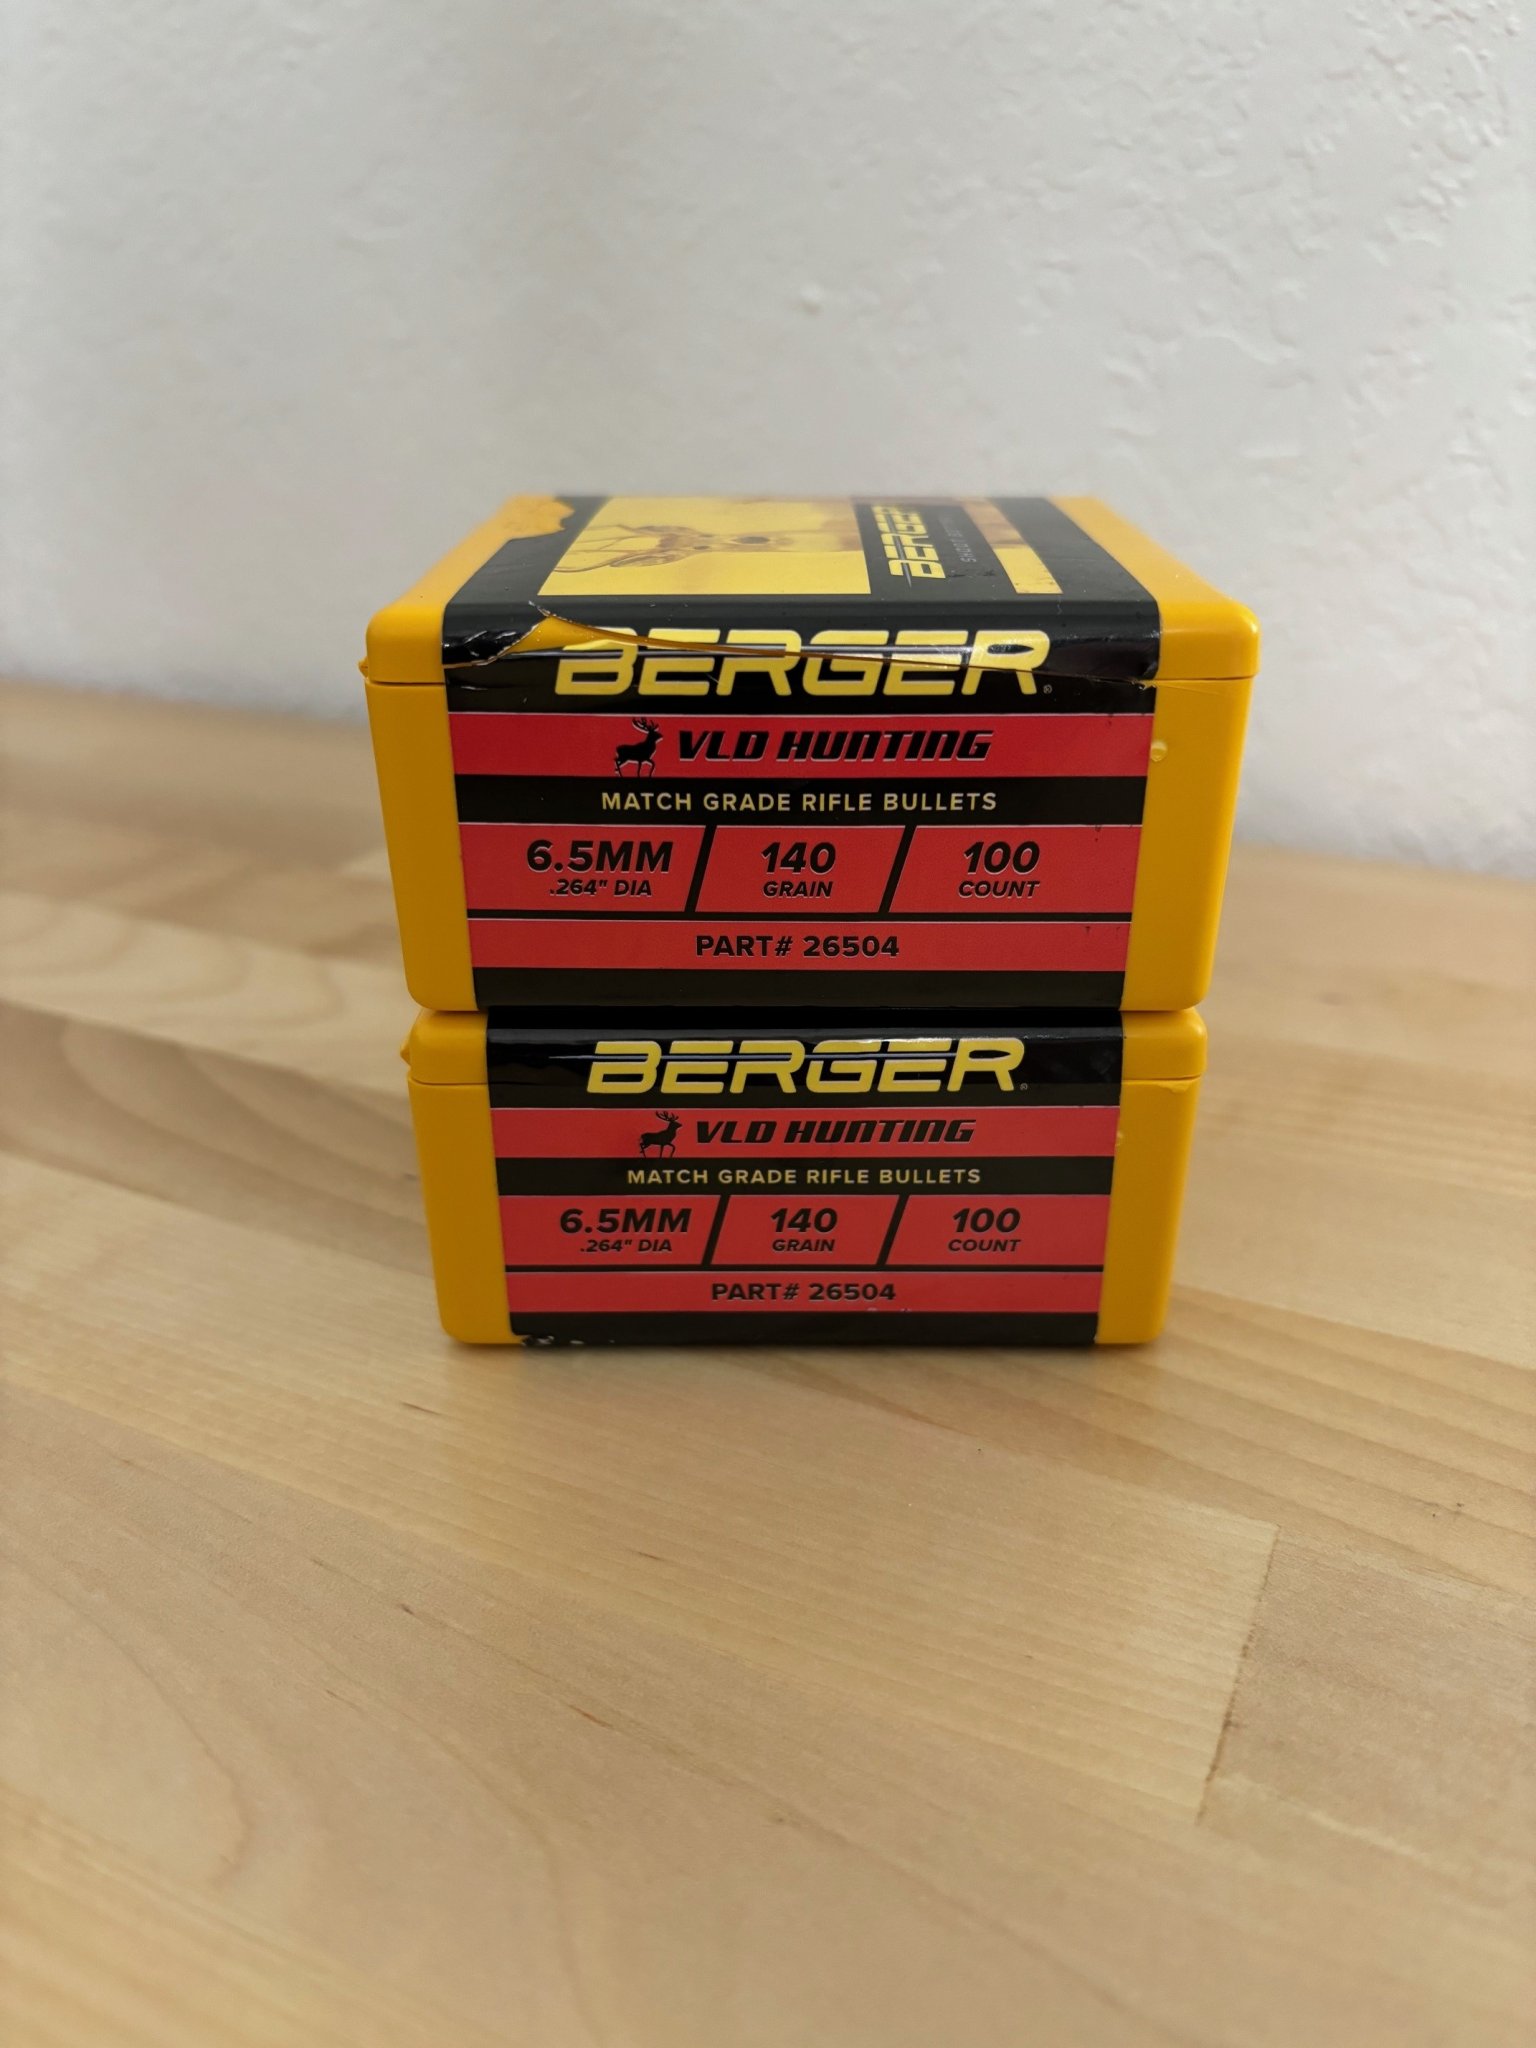 BERGER
BERGER®
VLD HUNTING
MATCH GRADE RIFLE BULLETS
6.5MM 140 100
.264" DIA GRAIN COUNT
PART# 26504
BERGER®
VLD HUNTING
MATCH GRADE RIFLE BULLETS
6.5MM 140 100
.264" DIA GRAIN COUNT
PART# 26504